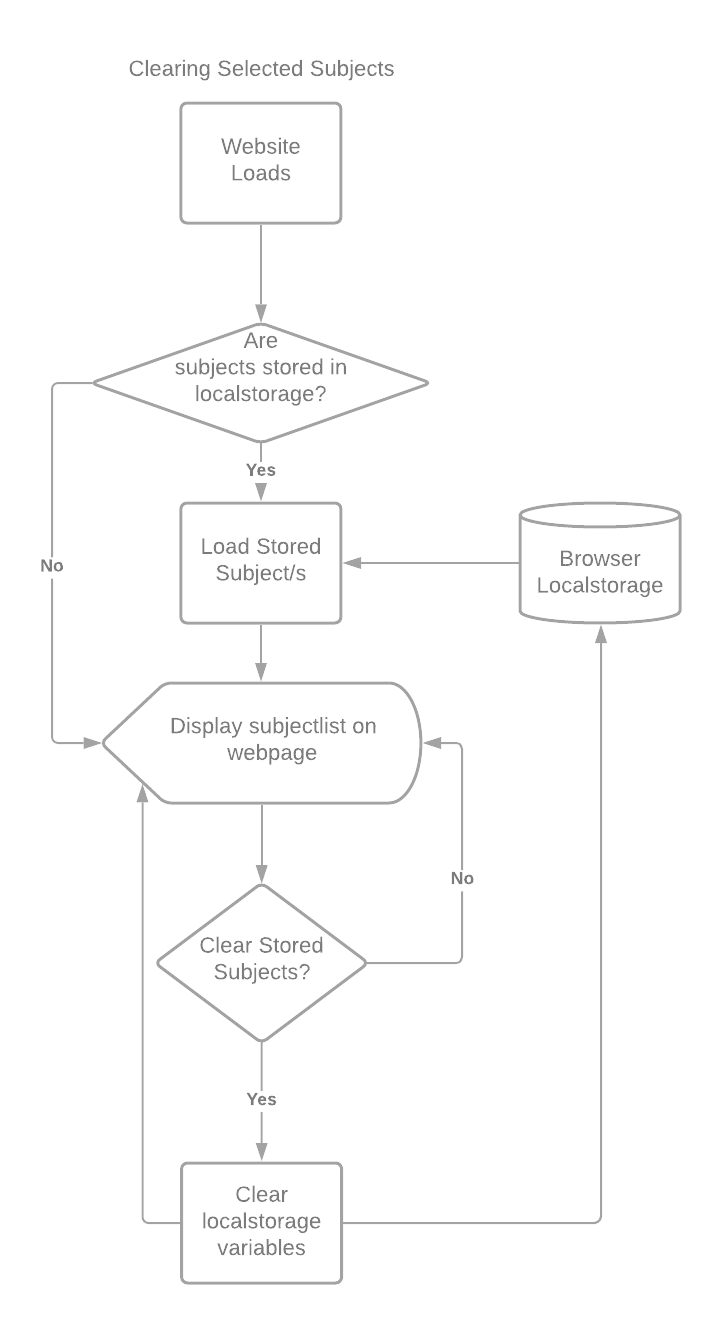 Clearing Selected Subjects
Website
Loads
Are
subjects stored in
localstorage?
Yes
No
Load Stored
Subject/s
Browser
Localstorage
Display subjectlist on
webpage
No
Clear Stored
Subjects?
Yes
Clear
localstorage
variables